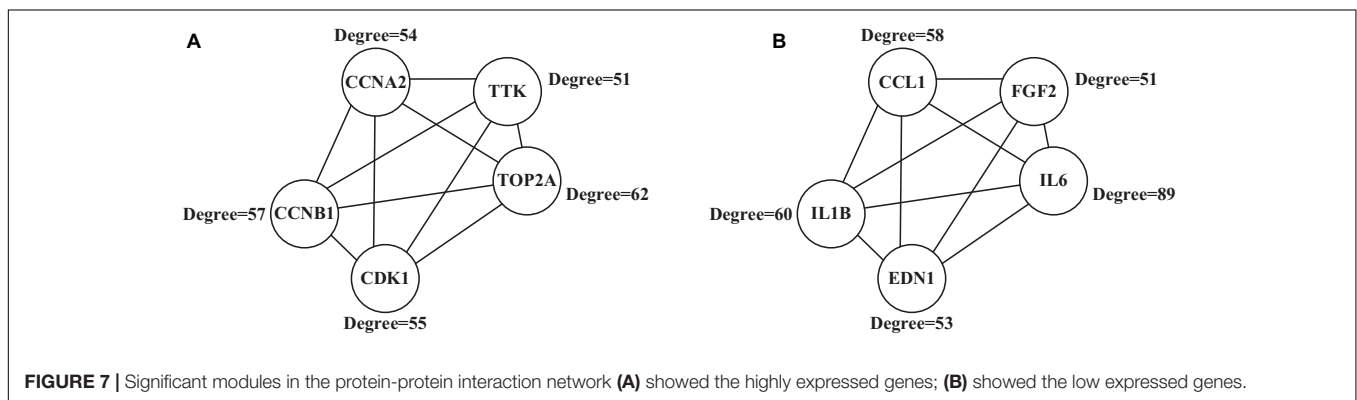 A
Degree=54
CCNA2
TTK
Degree=51
TOP2A
Degree=62
Degree=57
CCNB1
CDK1
Degree=55
B
Degree=58
CCL1
FGF2
Degree=51
IL6
Degree=89
Degree=60
IL1B
EDN1
Degree=53
FIGURE 7 | Significant modules in the protein-protein interaction network (A) showed the highly expressed genes; (B) showed the low expressed genes.